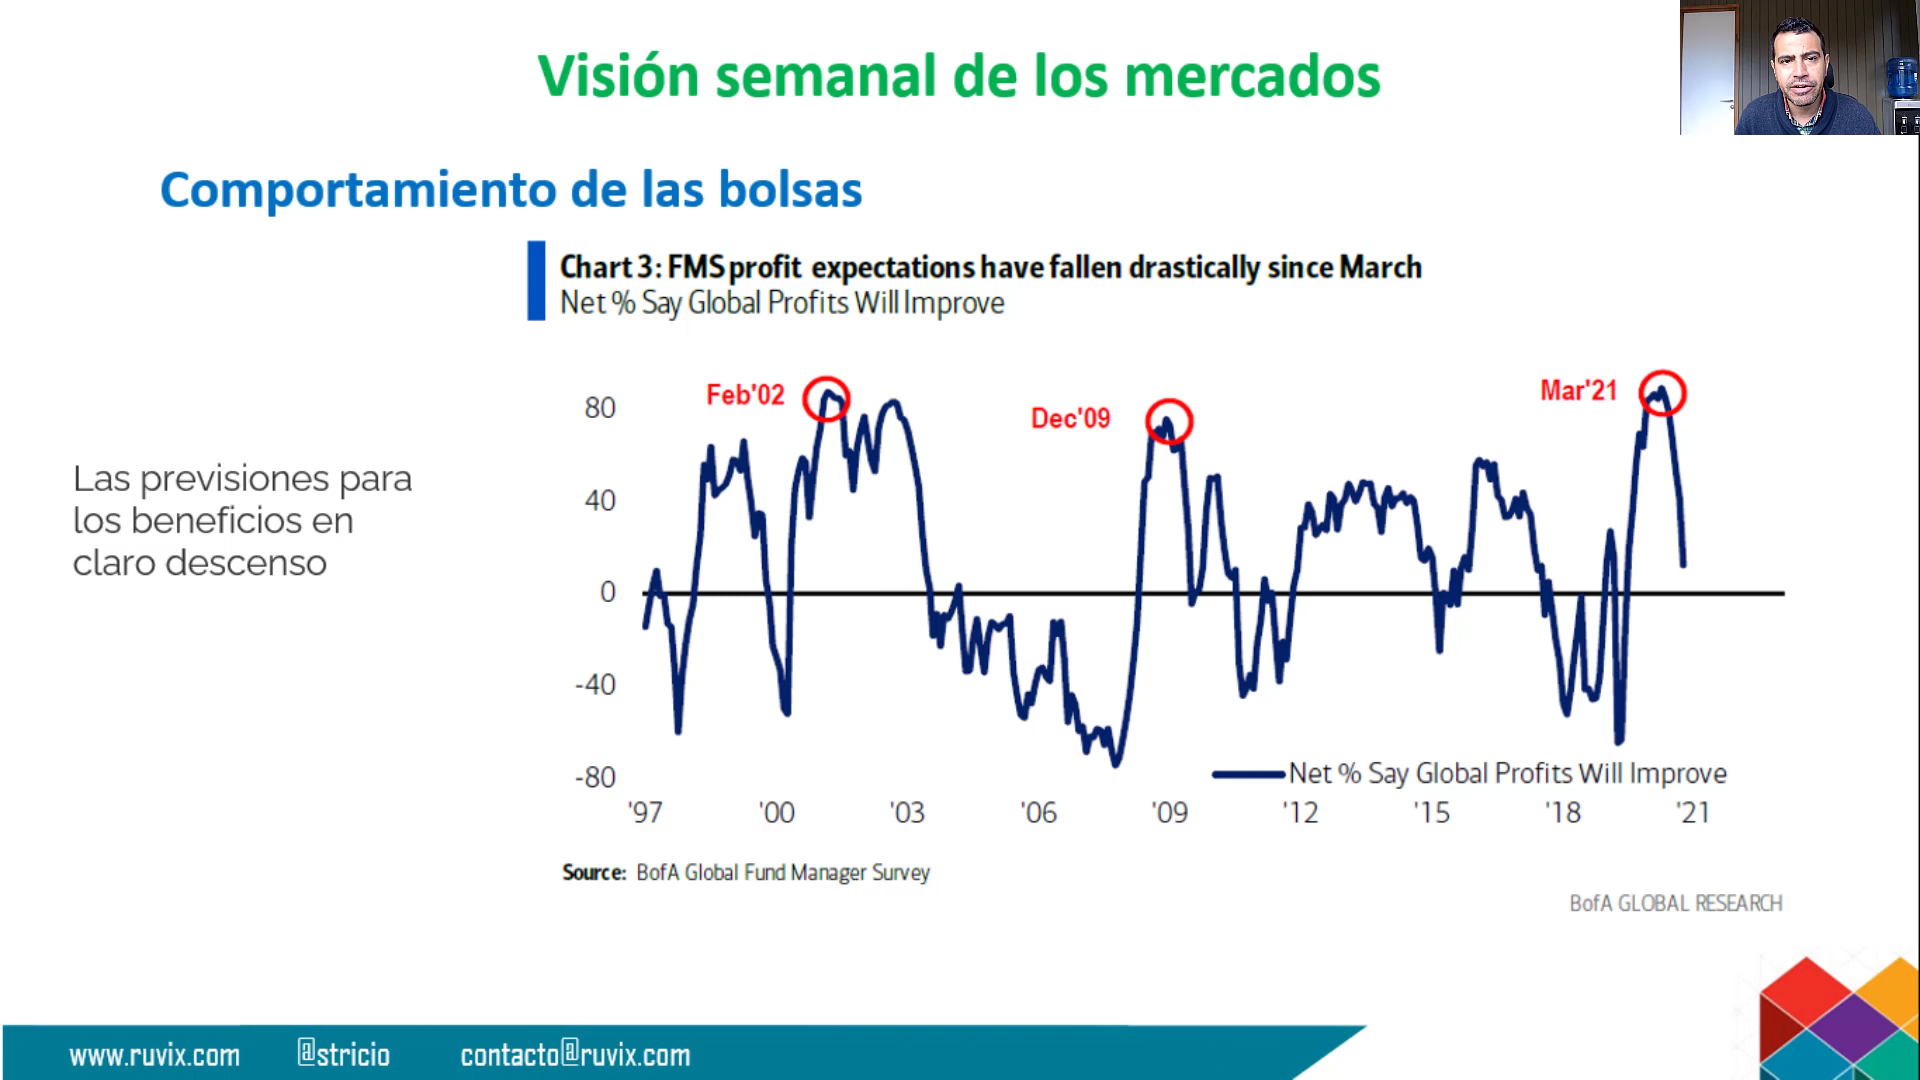 Visión semanal de los mercados
Comportamiento de las bolsas
Chart 3: FMS profit expectations have fallen drastically since March
Net % Say Global Profits Will Improve
Las previsiones para
los beneficios en
claro descenso
Feb'02
Dec'09
Mar'21
80
40
0
-40
-80
Net % Say Global Profits Will Improve
'97 '00 '03 '06 '09 '12 '15 '18 '21
Source: BofA Global Fund Manager Survey
BofA GLOBAL RESEARCH
www.ruvix.com @stricio contacto@ruvix.com